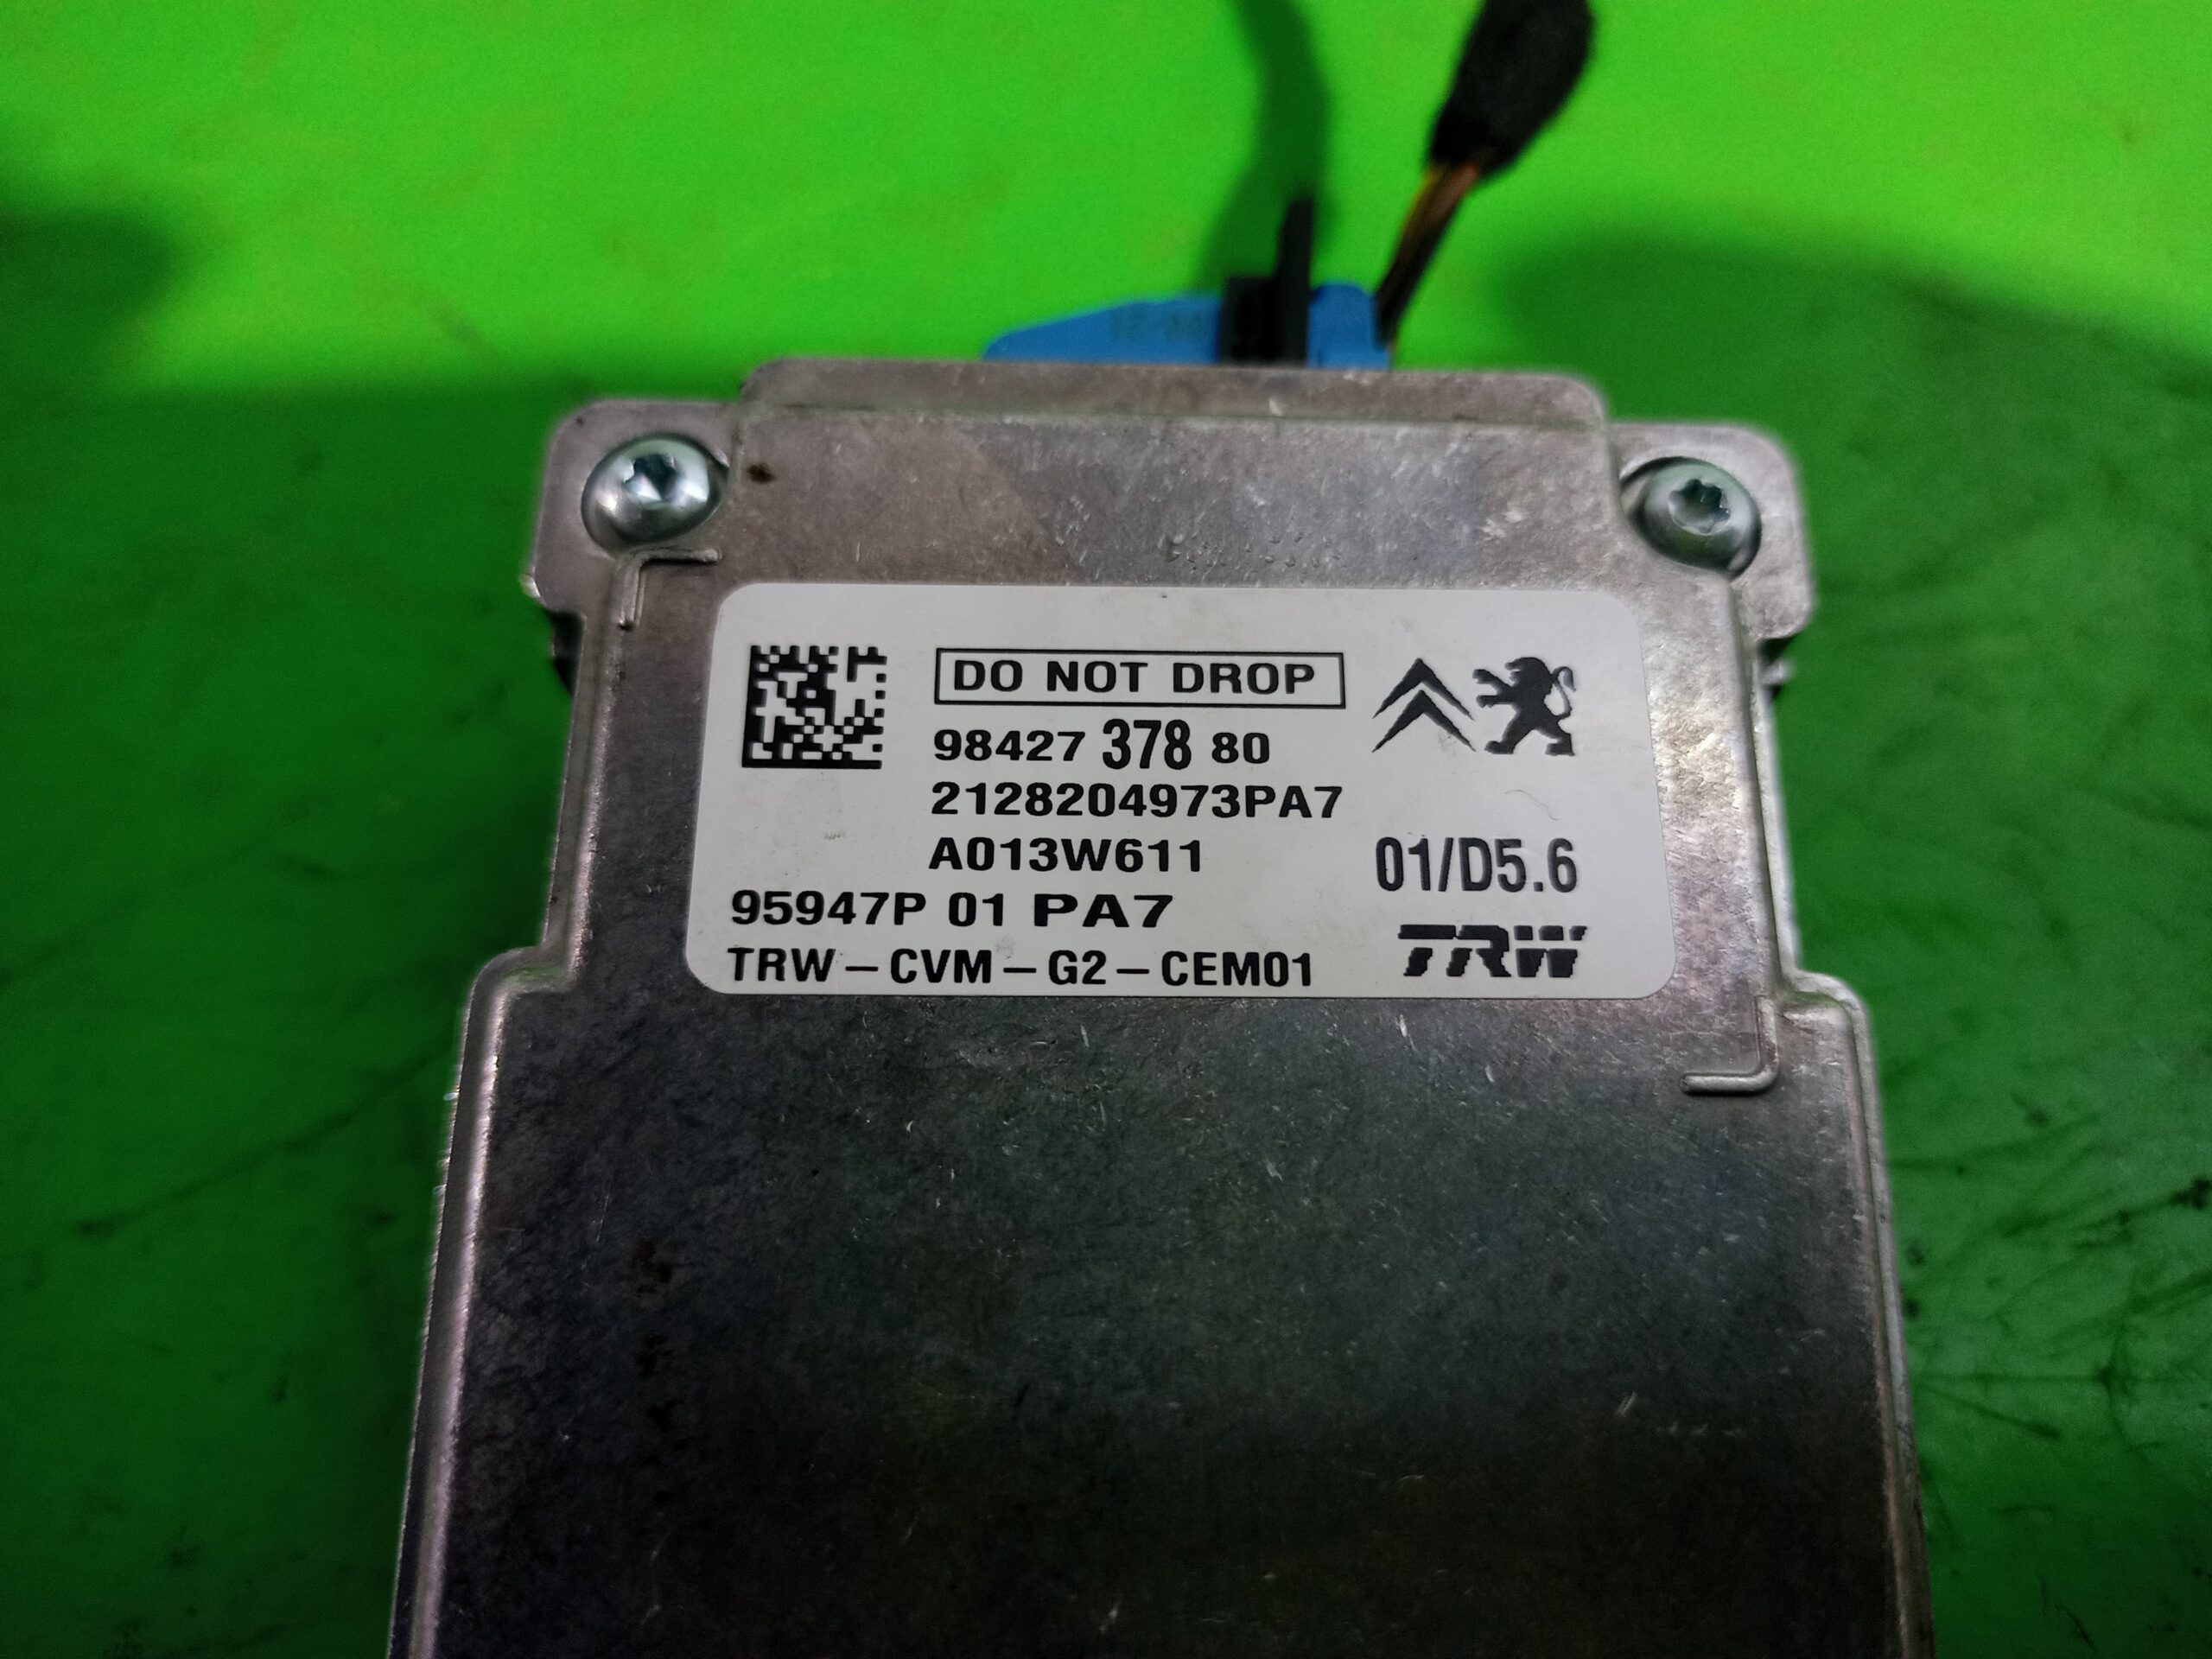 DO NOT DROP
98427 378 80
2128204973PA7
A013W611
01/D5.6
95947P 01 PA7
TRW-CVM-G2-CEM01
TRW